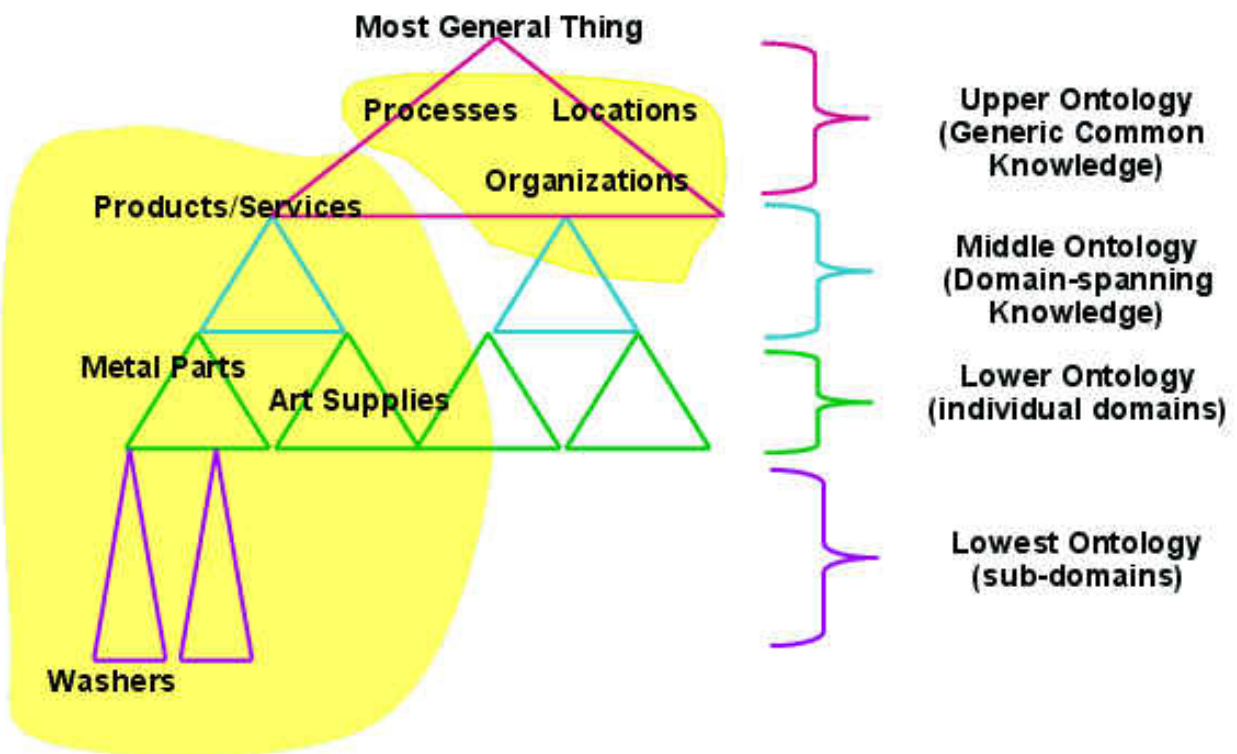 Most General Thing
Processes
Locations
Organizations
Products/Services
Metal Parts
Art Supplies
Washers
Upper Ontology
(Generic Common
Knowledge)
Middle Ontology
(Domain-spanning
Knowledge)
Lower Ontology
(individual domains)
Lowest Ontology
(sub-domains)